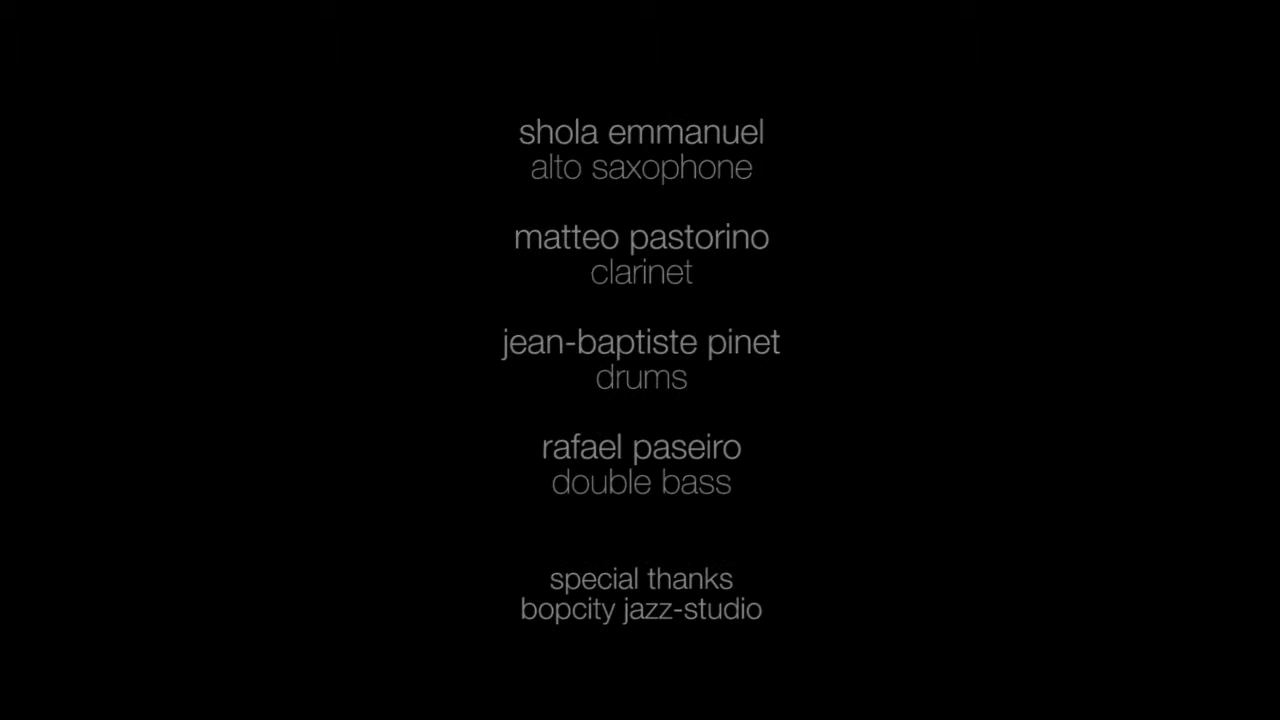 shola emmanuel
alto saxophone
matteo pastorino
clarinet
jean-baptiste pinet
drums
rafael paseiro
double bass
special thanks
bopcity jazz-studio